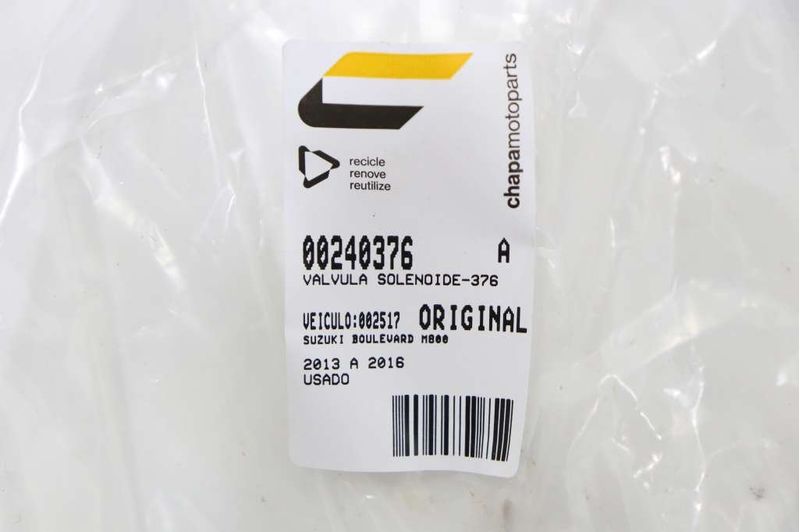 chapamotoparts
recicle
renove
reutilize
00240376 A
VALVULA SOLENOIDE-376
VEICULO:002517 ORIGINAL
SUZUKI BOULEVARD M800
2013 A 2016
USADO